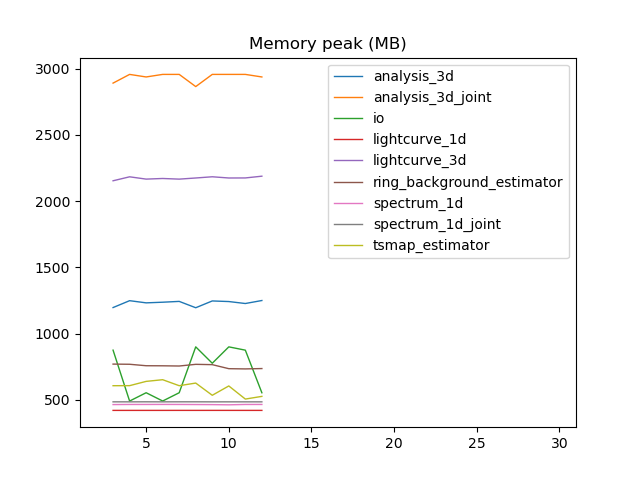 Memory peak (MB)
3000
2500
2000
1500
1000
500
5
10
15
20
25
30
analysis_3d
analysis_3d_joint
io
lightcurve_1d
lightcurve_3d
ring_background_estimator
spectrum_1d
spectrum_1d_joint
tsmap_estimator